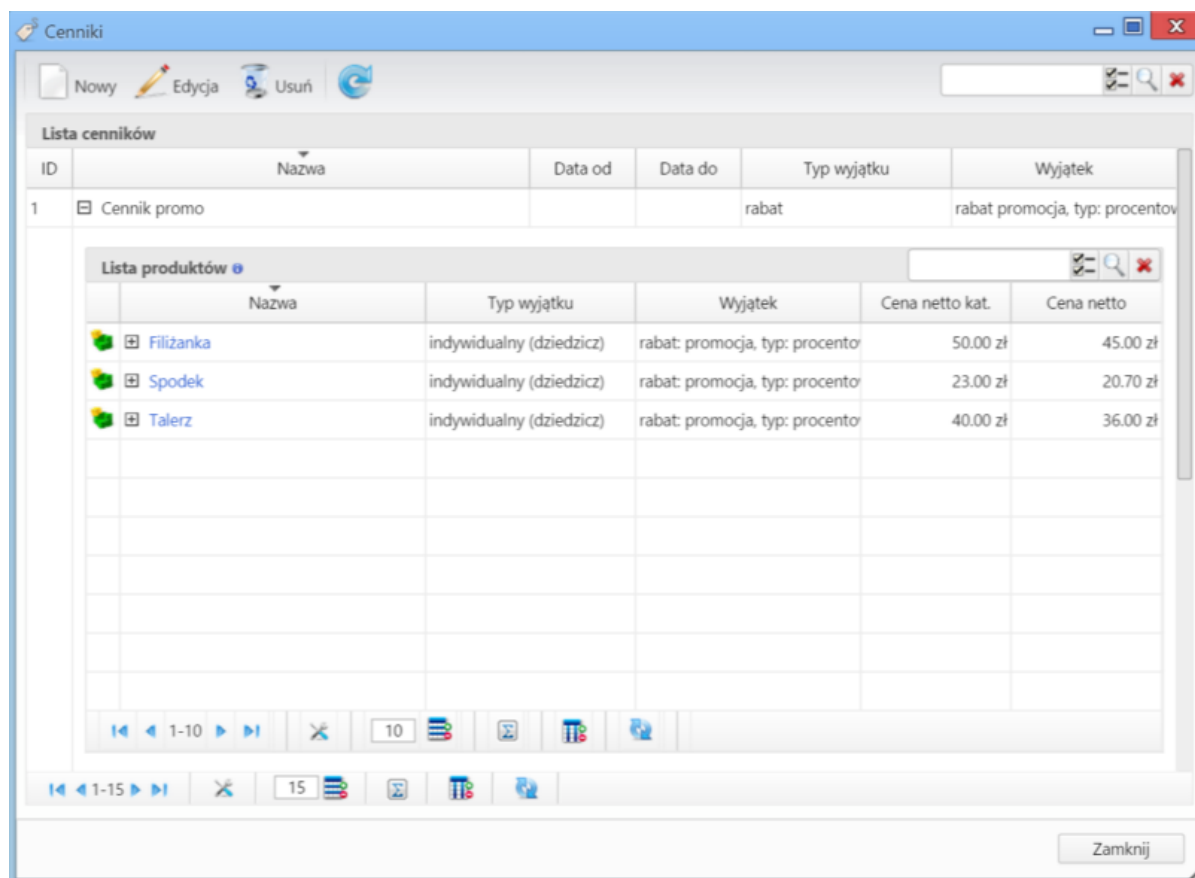 Cenniki
Nowy Edycja Usuń
Lista cenników
ID Nazwa Data od Data do Typ wyjątku Wyjątek
1 Cennik promo rabat rabat promocja, typ: procentow
Lista produktów
Nazwa Typ wyjątku Wyjątek Cena netto kat. Cena netto
Filiżanka indywidualny (dziedzicz) rabat: promocja, typ: procento 50.00 zł 45.00 zł
Spodek indywidualny (dziedzicz) rabat: promocja, typ: procento 23.00 zł 20.70 zł
Talerz indywidualny (dziedzicz) rabat: promocja, typ: procento 40.00 zł 36.00 zł
1-10 10
1-15 15
Zamknij